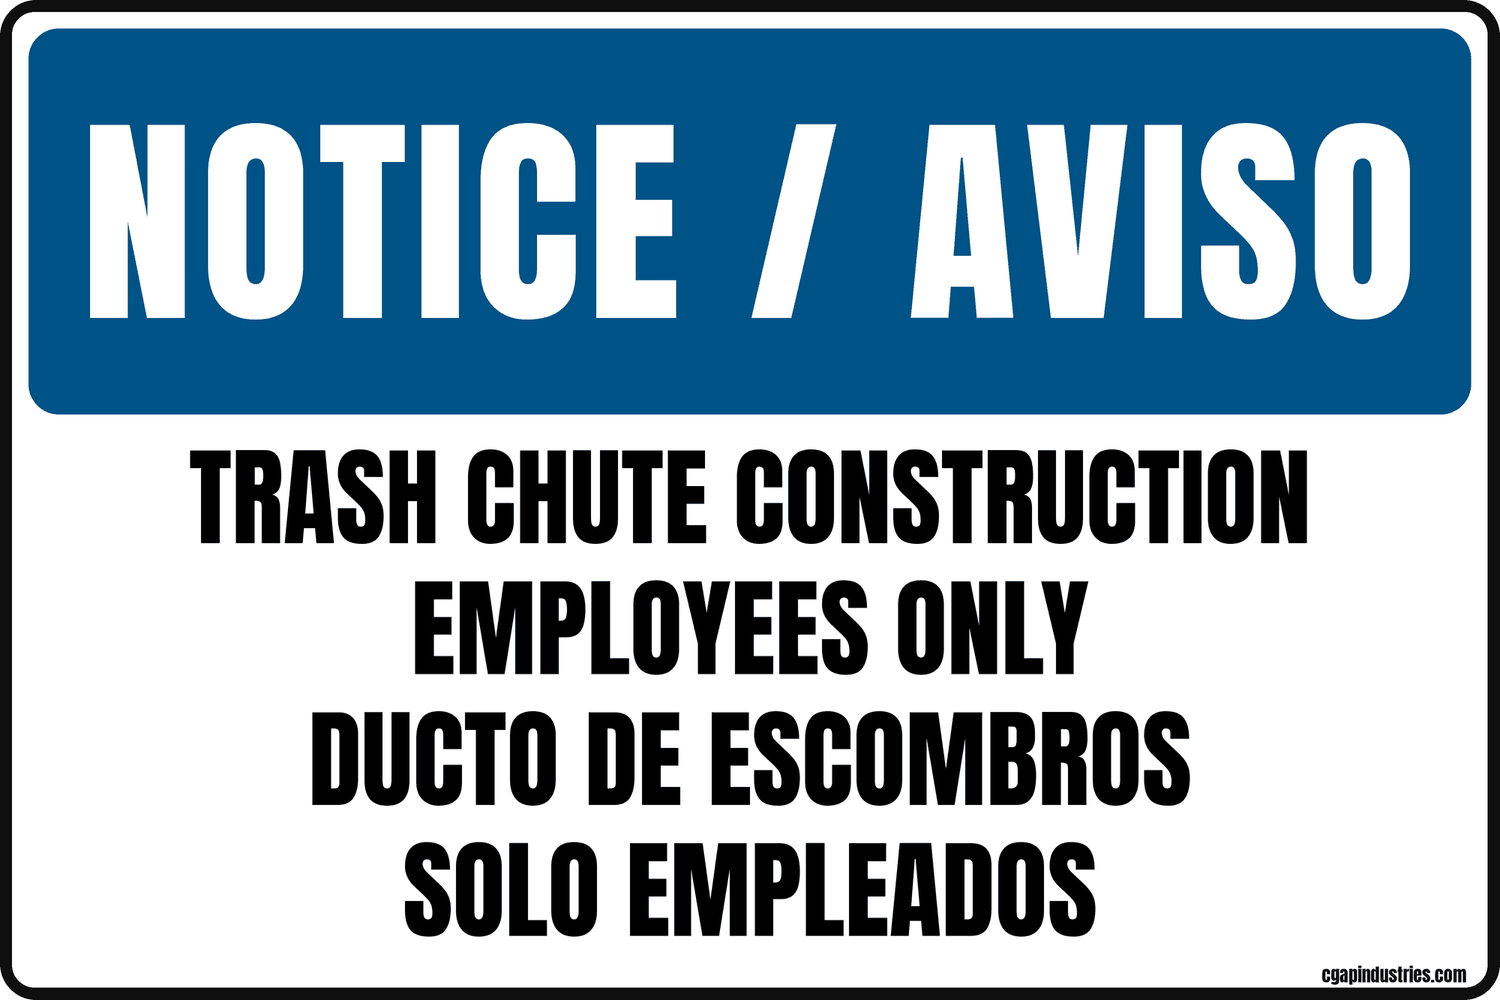 NOTICE / AVISO
TRASH CHUTE CONSTRUCTION
EMPLOYEES ONLY
DUCTO DE ESCOMBROS
SOLO EMPLEADOS
cgapindustries.com